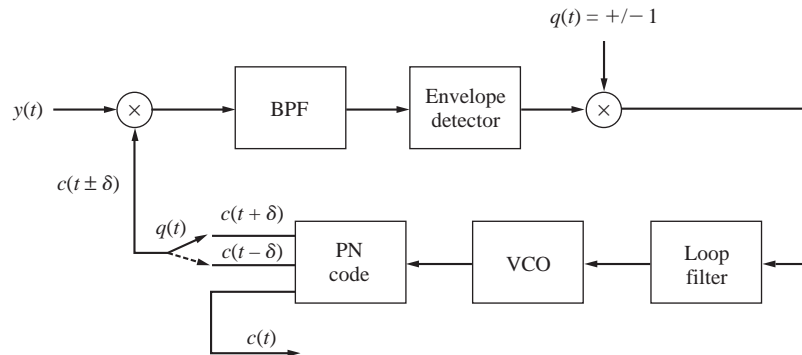 q(t) = +/− 1
y(t)
×
BPF
Envelope
detector
×
c(t ± δ)
q(t)
c(t + δ)
c(t – δ)
PN
code
VCO
Loop
filter
c(t)